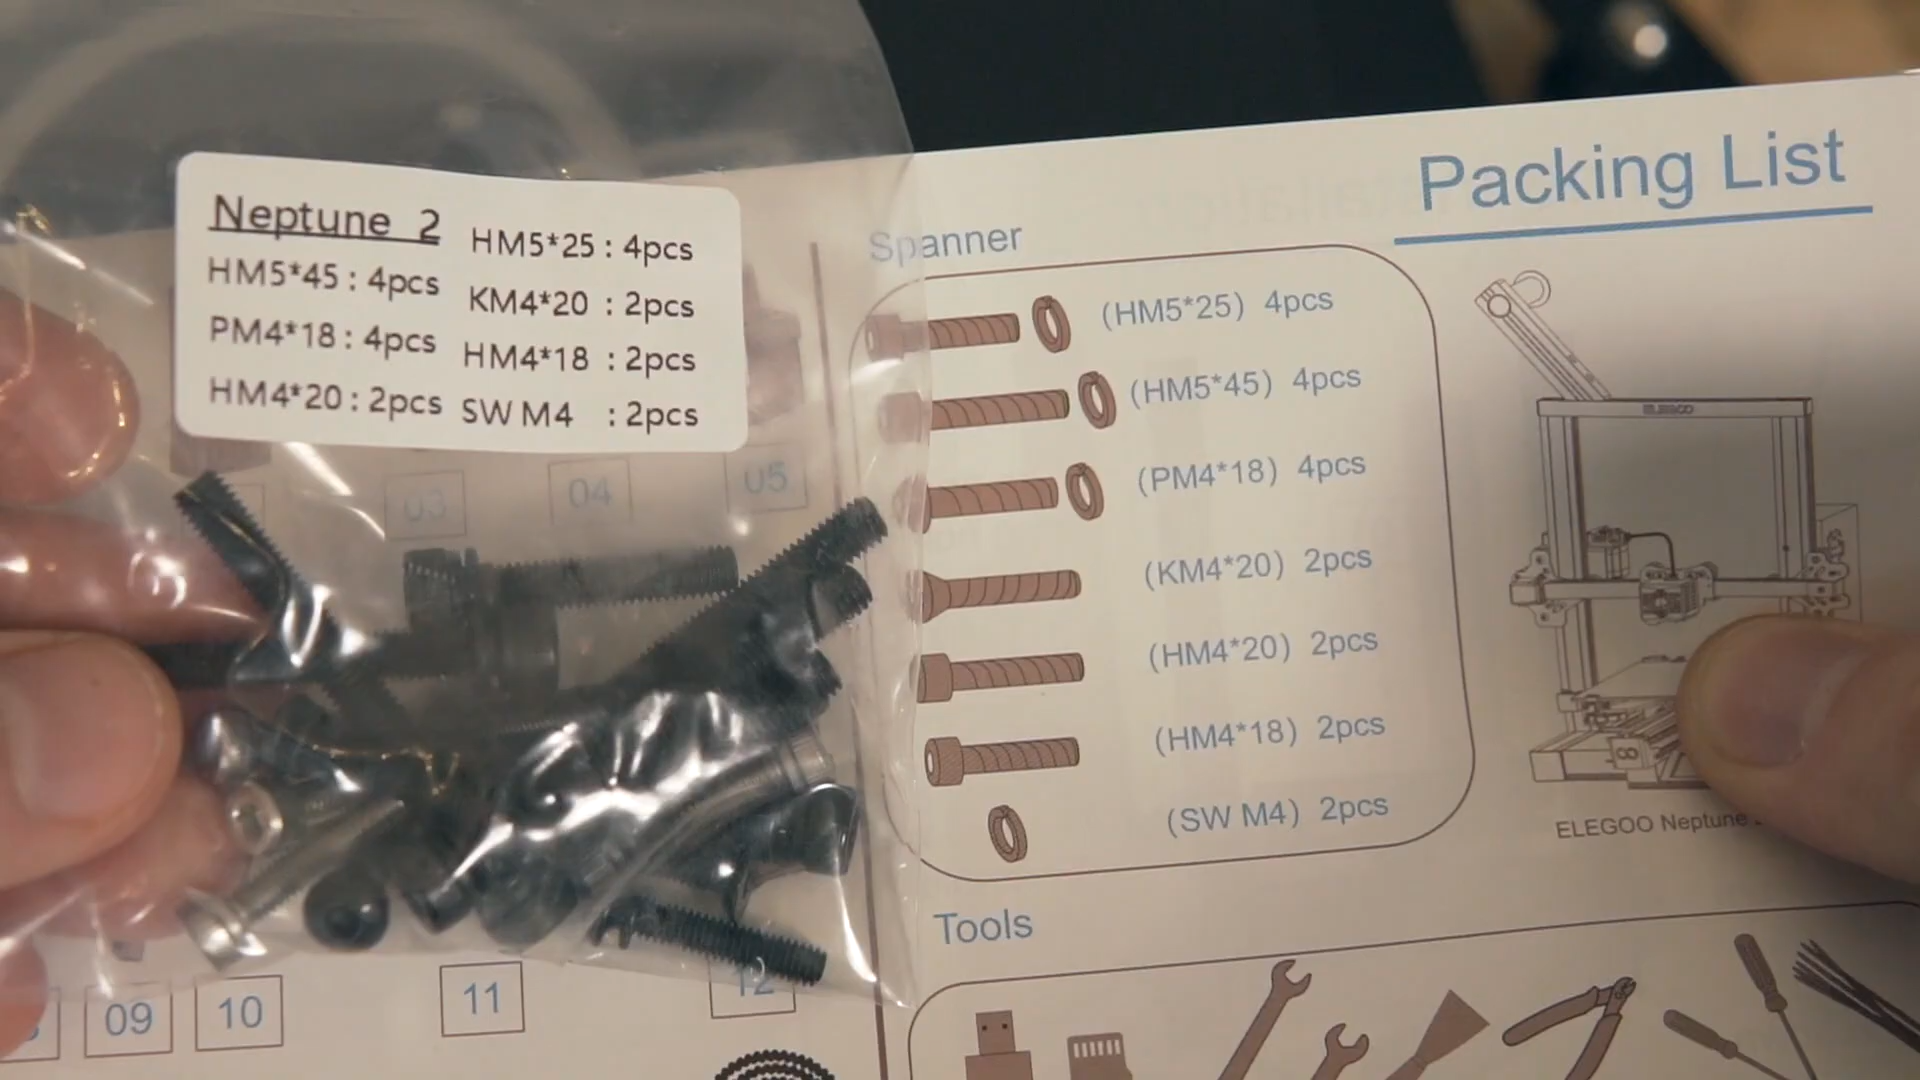 Neptune 2
HM5*25 : 4pcs
HM5*45 : 4pcs
KM4*20 : 2pcs
PM4*18 : 4pcs
HM4*18 : 2pcs
HM4*20 : 2pcs
SW M4 : 2pcs
Packing List
Spanner
(HM5*25) 4pcs
(HM5*45) 4pcs
(PM4*18) 4pcs
(KM4*20) 2pcs
(HM4*20) 2pcs
(HM4*18) 2pcs
(SW M4) 2pcs
ELEGOO
ELEGOO Neptune
Tools
03
04
05
09
10
11
12